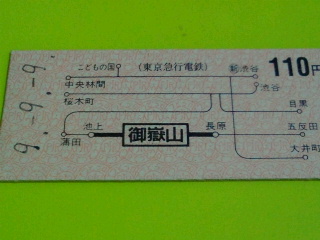 9.-9.-9.
こどもの国 (東京急行電鉄) 新渋谷 110円
中央林間 渋谷
桜木町 目黒
蒲田 池上 御嶽山 長原 五反田
大井町